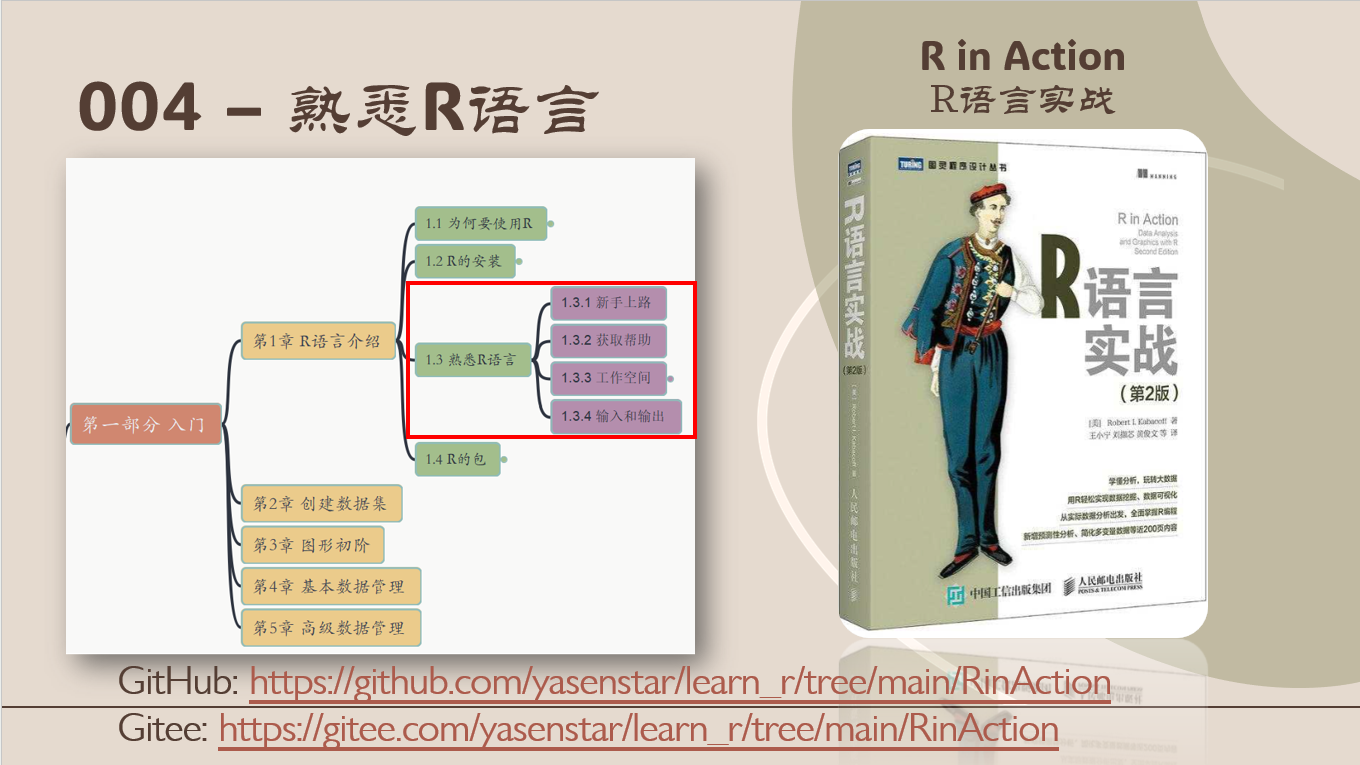 004 – 熟悉R语言
R in Action
R语言实战
第一部分 入门
第1章 R语言介绍
1.1 为何要使用R
1.2 R的安装
1.3 熟悉R语言
1.3.1 新手上路
1.3.2 获取帮助
1.3.3 工作空间
1.3.4 输入和输出
1.4 R的包
第2章 创建数据集
第3章 图形初阶
第4章 基本数据管理
第5章 高级数据管理
TURING 图灵程序设计丛书
MANNING
R in Action
Data Analysis
and Graphics with R
Second Edition
R语言
实战
(第2版)
[美] Robert I. Kabacoff 著
王小宁 刘撷芯 黄俊文 等 译
学懂分析,玩转大数据
用R轻松实现数据挖掘、数据可视化
从实际数据分析出发,全面掌握R编程
新增预测性分析、简化多变量数据等近200页内容
中国工信出版集团
人民邮电出版社
POSTS & TELECOM PRESS
R语言实战
(第2版)
人民邮电出版社
GitHub: https://github.com/yasenstar/learn_r/tree/main/RinAction
Gitee: https://gitee.com/yasenstar/learn_r/tree/main/RinAction